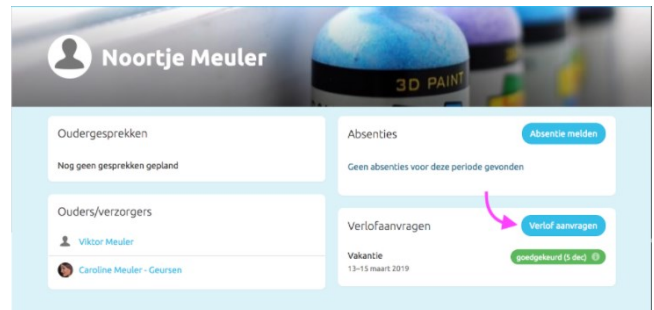 Noortje Meuler
3D PAINT
Oudergesprekken
Nog geen gesprekken gepland
Ouders/verzorgers
Viktor Meuler
Caroline Meuler - Geursen
Absenties
Absentie melden
Geen absenties voor deze periode gevonden
Verlofaanvragen
Verlof aanvragen
Vakantie
goedgekeurd (5 dec)
13–15 maart 2019